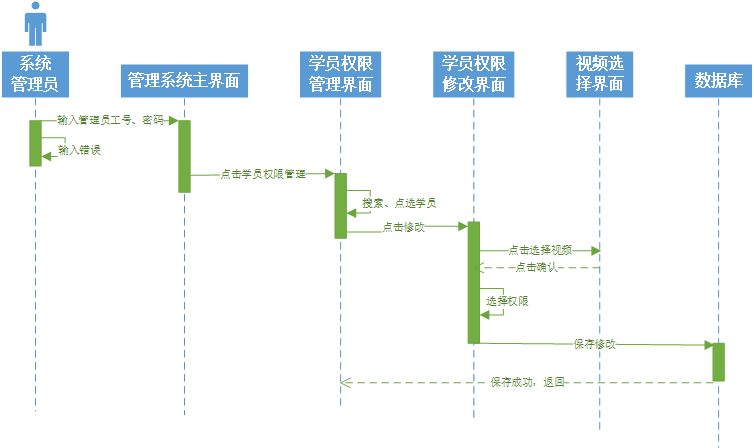 系统
管理员
管理系统主界面
学员权限
管理界面
学员权限
修改界面
视频选
择界面
数据库
输入管理员工号、密码
输入错误
点击学员权限管理
搜索、点选学员
点击修改
点击选择视频
点击确认
选择权限
保存修改
保存成功，返回